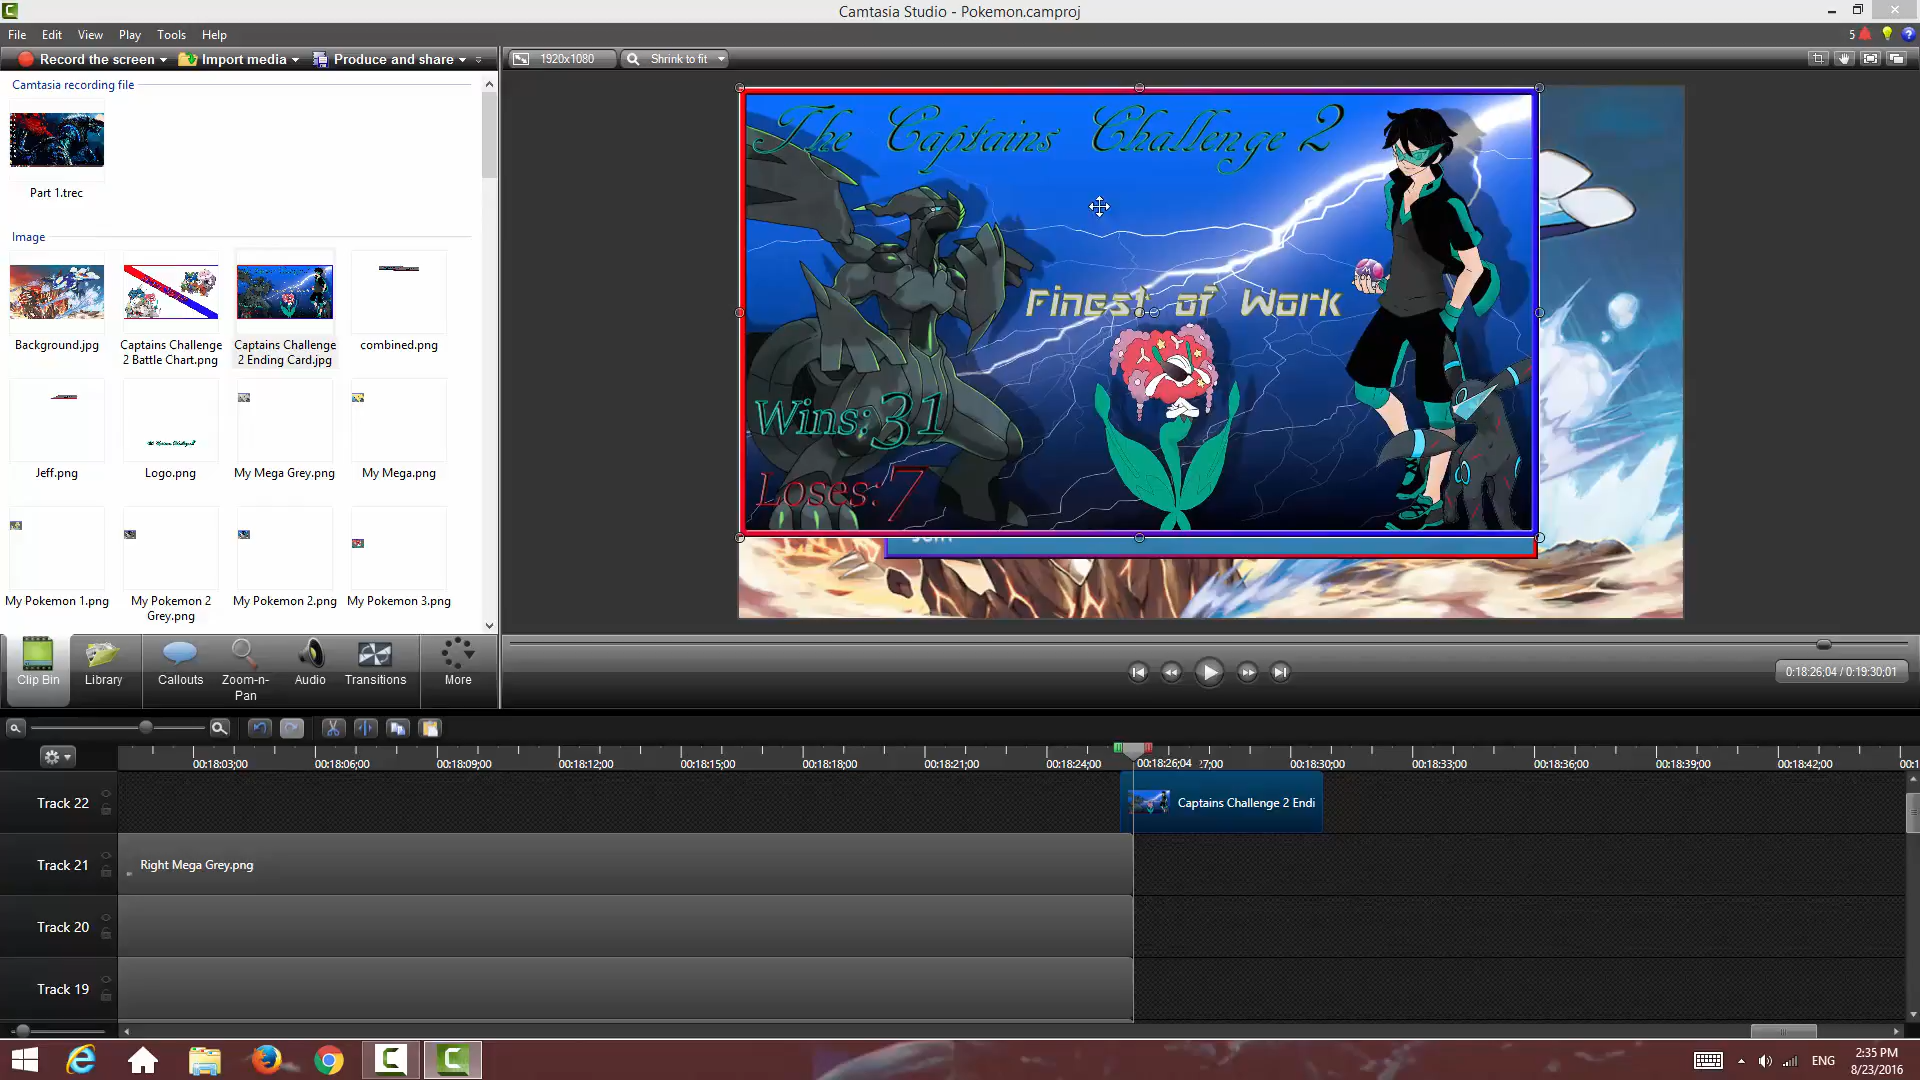 Camtasia Studio - Pokemon.camproj
File Edit View Play Tools Help
5
Record the screen Import media Produce and share
1920x1080 Shrink to fit
Camtasia recording file
Part 1.trec
Image
Background.jpg
Captains Challenge 2 Battle Chart.png
Captains Challenge 2 Ending Card.jpg
combined.png
Jeff.png
Logo.png
My Mega Grey.png
My Mega.png
My Pokemon 1.png
My Pokemon 2 Grey.png
My Pokemon 2.png
My Pokemon 3.png
The Captains Challenge 2
Finest of Work
Wins: 31
Loses: 7
Clip Bin
Library
Callouts
Zoom-n-Pan
Audio
Transitions
More
0:18:26;04 / 0:19:30;01
00:18:03;00 00:18:06;00 00:18:09;00 00:18:12;00 00:18:15;00 00:18:18;00 00:18:21;00 00:18:24;00 00:18:26;04 00:18:30;00 00:18:33;00 00:18:36;00 00:18:39;00 00:18:42;00
Track 22
Captains Challenge 2 Endi
Track 21
Right Mega Grey.png
Track 20
Track 19
ENG
2:35 PM
8/23/2016